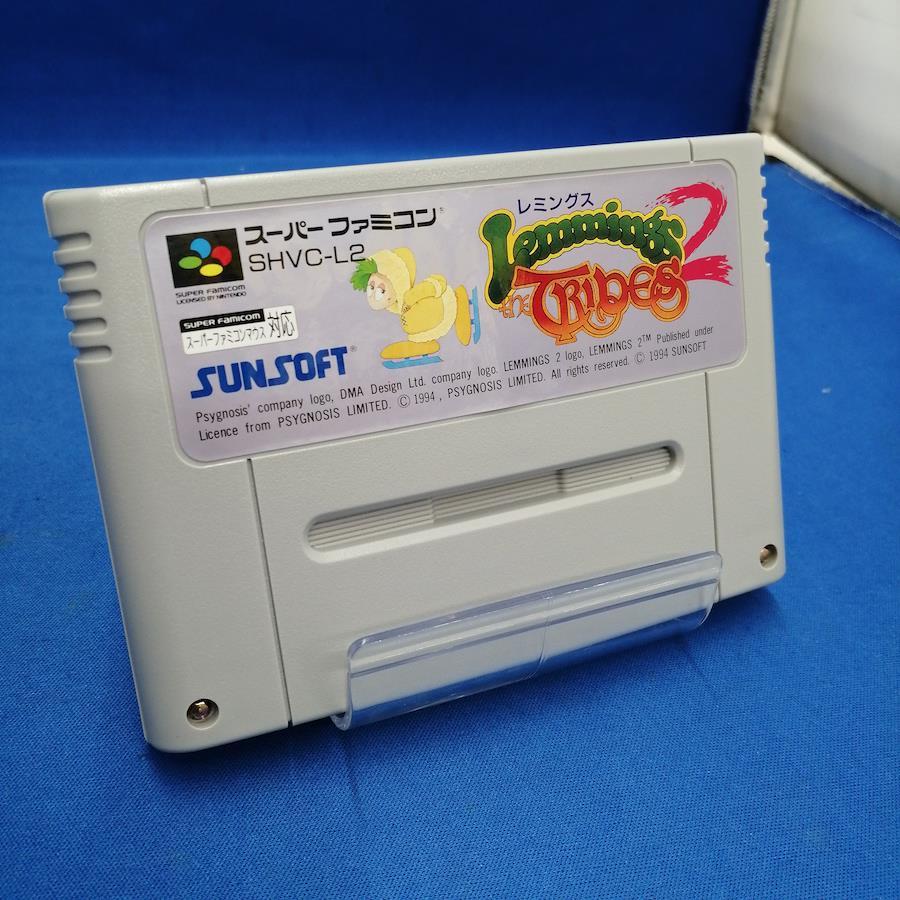 スーパーファミコン®
SHVC-L2
SUPER FAMICOM
LICENSED BY NINTENDO
SUPER FAMICOM
スーパーファミコンマウス対応
SUNSOFT®
レミングス
Lemmings 2
the TRIBES
Psygnosis' company logo, DMA Design Ltd. company logo. LEMMINGS 2 logo, LEMMINGS 2™ Published under
Licence from PSYGNOSIS LIMITED. ©1994, PSYGNOSIS LIMITED. All rights reserved. ©1994 SUNSOFT